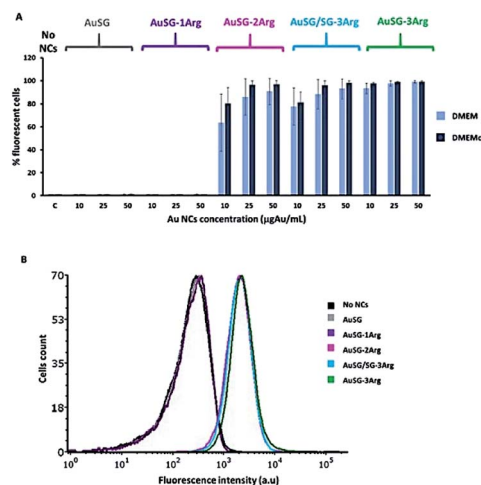 A
No NCs
AuSG
AuSG-1Arg
AuSG-2Arg
AuSG/SG-3Arg
AuSG-3Arg
% fluorescent cells
120
100
80
60
40
20
0
C 10 25 50 10 25 50 10 25 50 10 25 50 10 25 50
Au NCs concentration (µgAu/mL)
DMEM
DMEMc
B
Cells count
70
53
35
18
0
10⁰ 10¹ 10² 10³ 10⁴ 10⁵
Fluorescence intensity (a.u)
No NCs
AuSG
AuSG-1Arg
AuSG-2Arg
AuSG/SG-3Arg
AuSG-3Arg